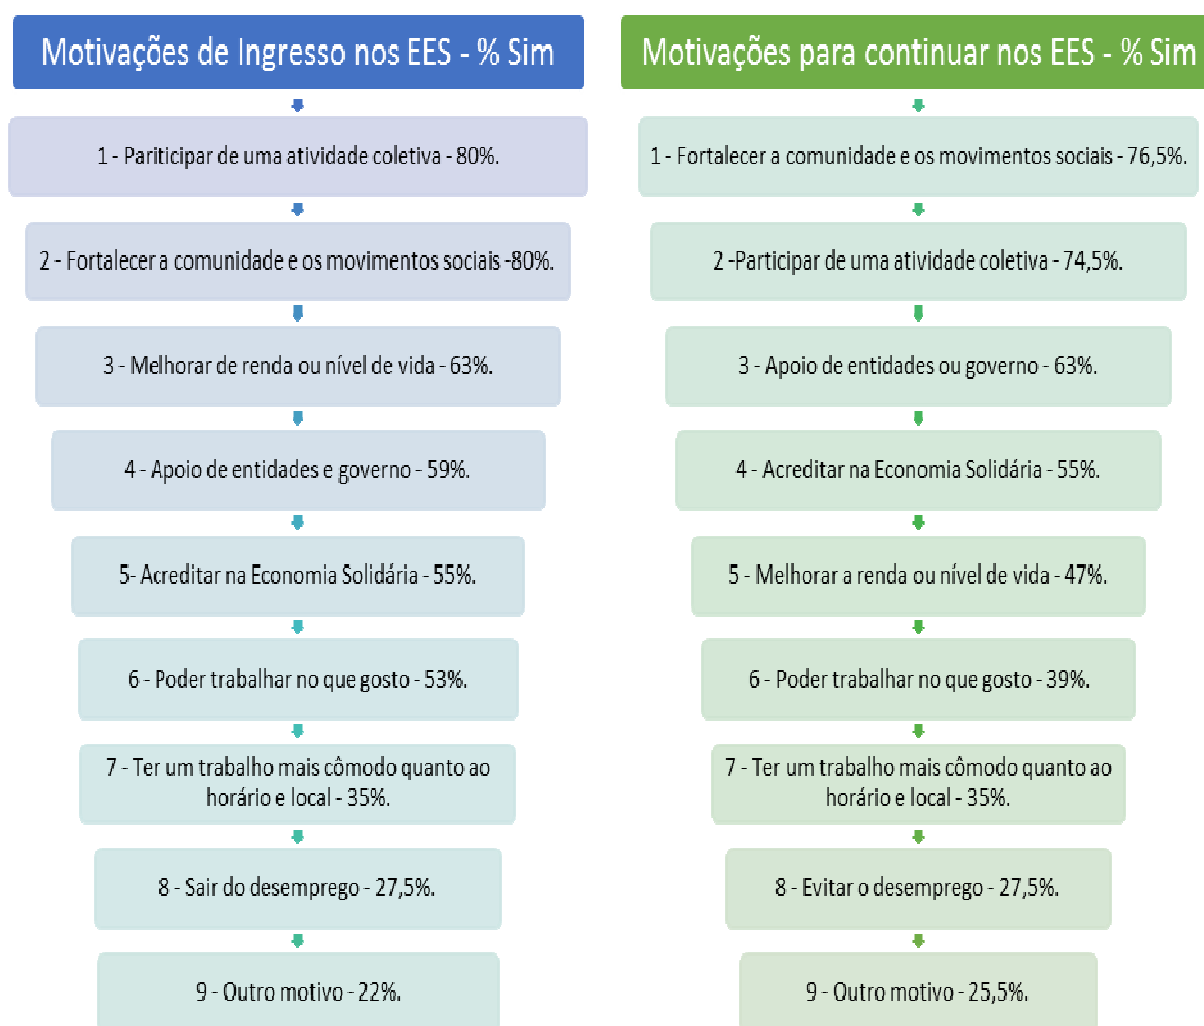 Motivações de Ingresso nos EES - % Sim
1 - Pariticipar de uma atividade coletiva - 80%.
2 - Fortalecer a comunidade e os movimentos sociais -80%.
3 - Melhorar de renda ou nível de vida - 63%.
4 - Apoio de entidades e governo - 59%.
5- Acreditar na Economia Solidária - 55%.
6 - Poder trabalhar no que gosto - 53%.
7 - Ter um trabalho mais cômodo quanto ao
horário e local - 35%.
8 - Sair do desemprego - 27,5%.
9 - Outro motivo - 22%.
Motivações para continuar nos EES - % Sim
1 - Fortalecer a comunidade e os movimentos sociais - 76,5%.
2 -Participar de uma atividade coletiva - 74,5%.
3 - Apoio de entidades ou governo - 63%.
4 - Acreditar na Economia Solidária - 55%.
5 - Melhorar a renda ou nível de vida - 47%.
6 - Poder trabalhar no que gosto - 39%.
7 - Ter um trabalho mais cômodo quanto ao
horário e local - 35%.
8 - Evitar o desemprego - 27,5%.
9 - Outro motivo - 25,5%.